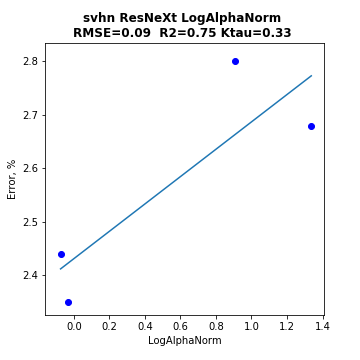 svhn ResNeXt LogAlphaNorm
RMSE=0.09 R2=0.75 Ktau=0.33
2.8
2.7
2.6
2.5
2.4
Error, %
0.0 0.2 0.4 0.6 0.8 1.0 1.2 1.4
LogAlphaNorm